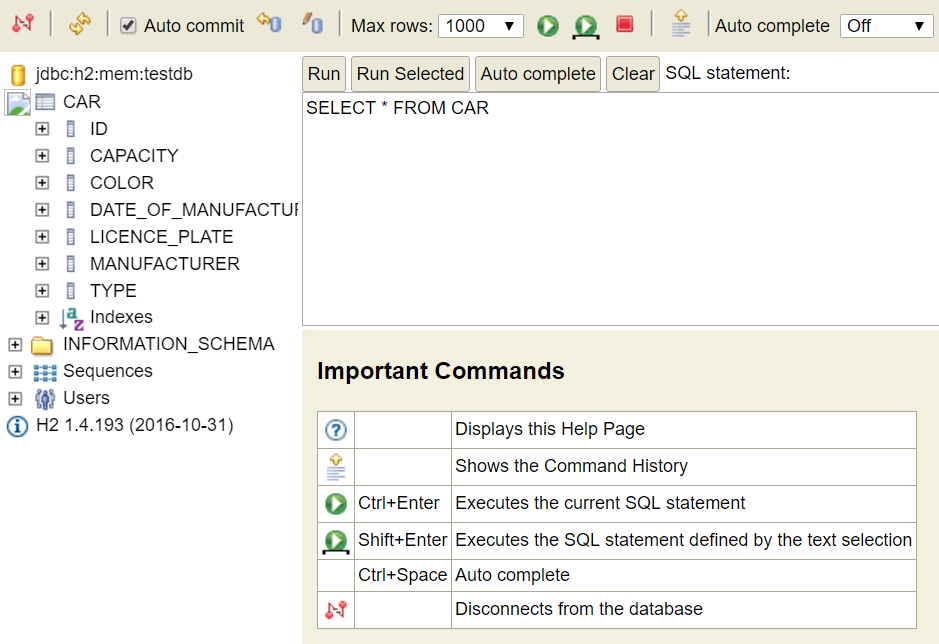 Auto commit Max rows: 1000 Auto complete Off
jdbc:h2:mem:testdb
CAR
ID
CAPACITY
COLOR
DATE_OF_MANUFACTU
LICENCE_PLATE
MANUFACTURER
TYPE
Indexes
INFORMATION_SCHEMA
Sequences
Users
H2 1.4.193 (2016-10-31)
Run Run Selected Auto complete Clear SQL statement:
SELECT * FROM CAR
Important Commands
Displays this Help Page
Shows the Command History
Ctrl+Enter Executes the current SQL statement
Shift+Enter Executes the SQL statement defined by the text selection
Ctrl+Space Auto complete
Disconnects from the database